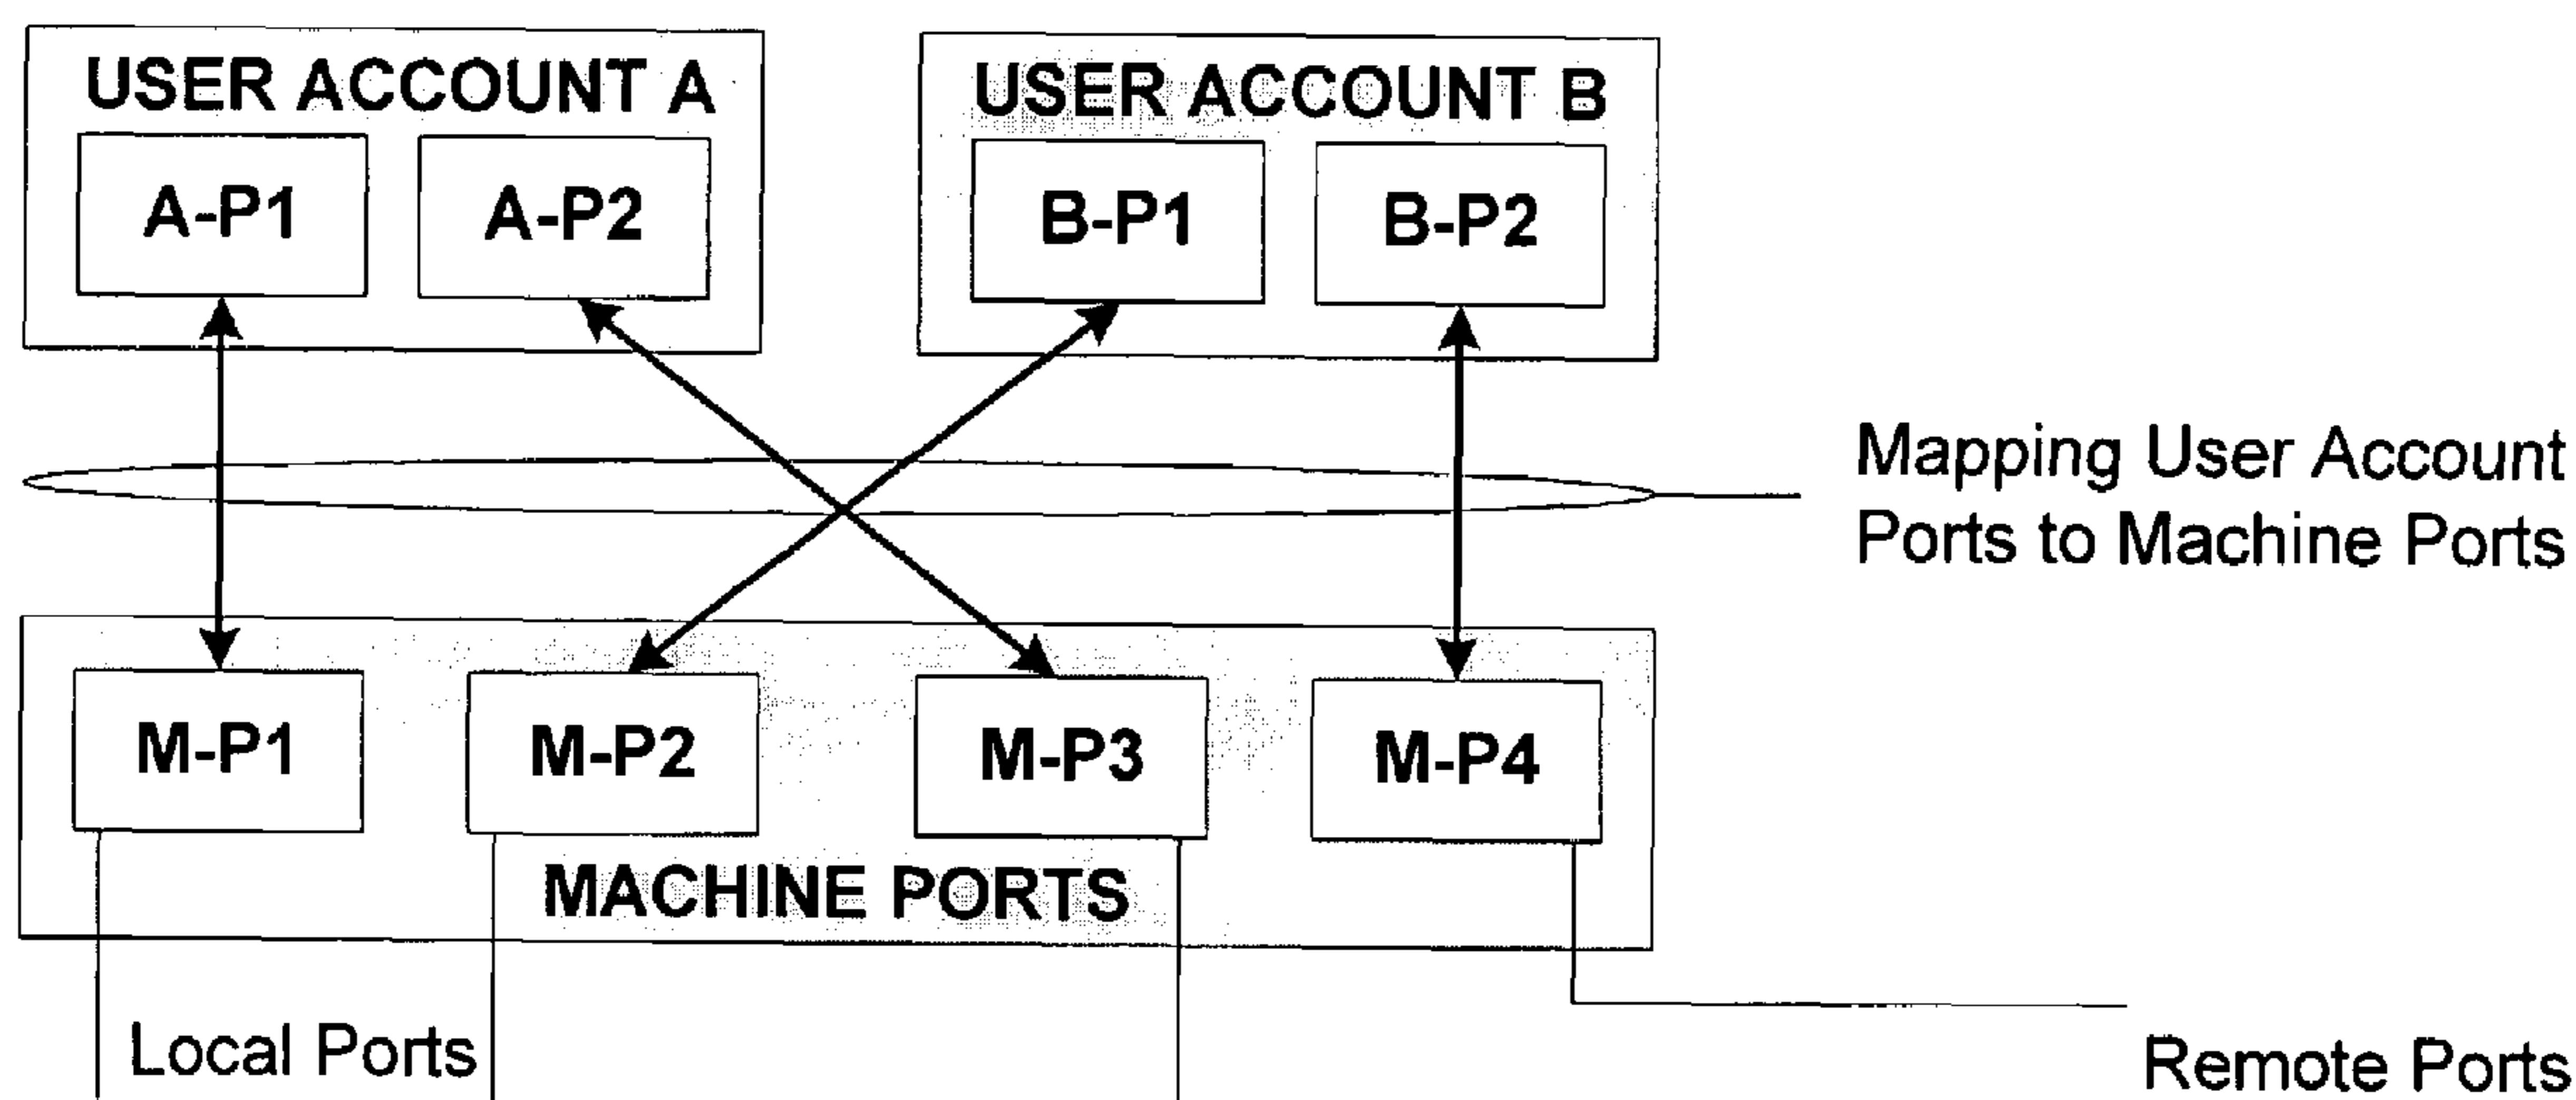 USER ACCOUNT A
USER ACCOUNT B
A-P1
A-P2
B-P1
B-P2
Mapping User Account
Ports to Machine Ports
M-P1
M-P2
M-P3
M-P4
MACHINE PORTS
Local Ports
Remote Ports